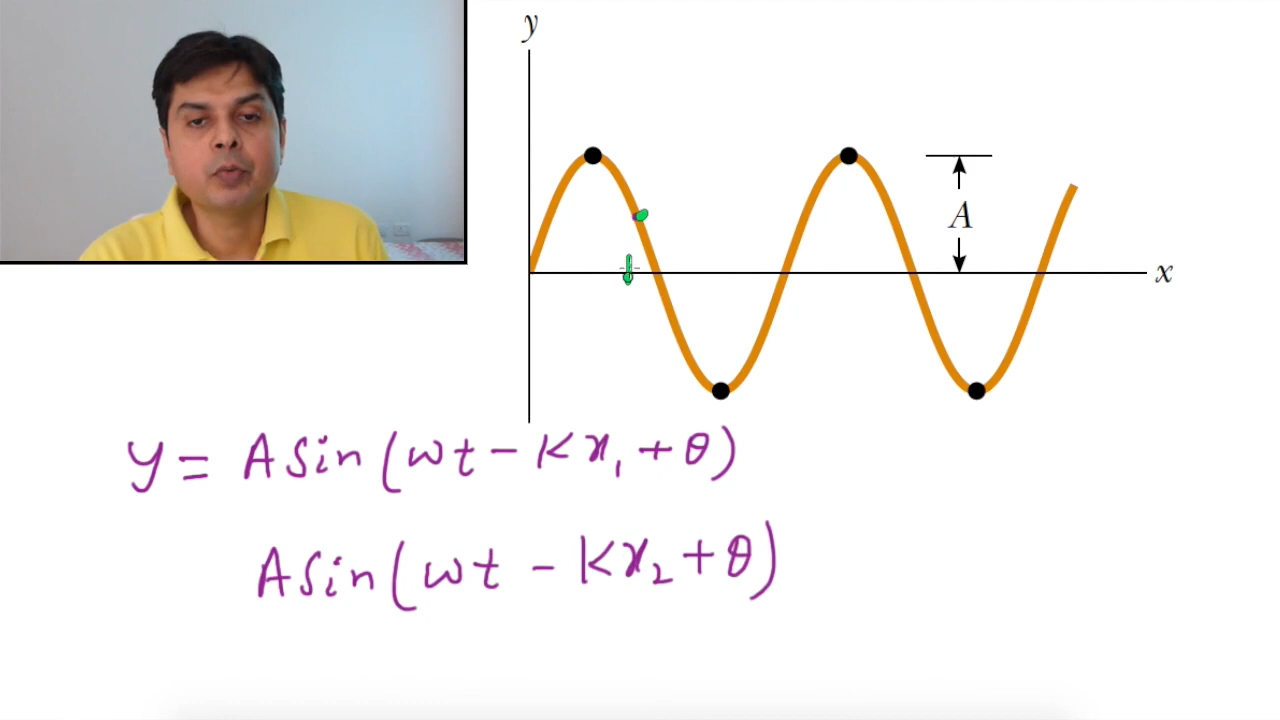 y
A
x
y = A sin(ωt − Kx₁ + θ)
A sin(ωt − Kx₂ + θ)